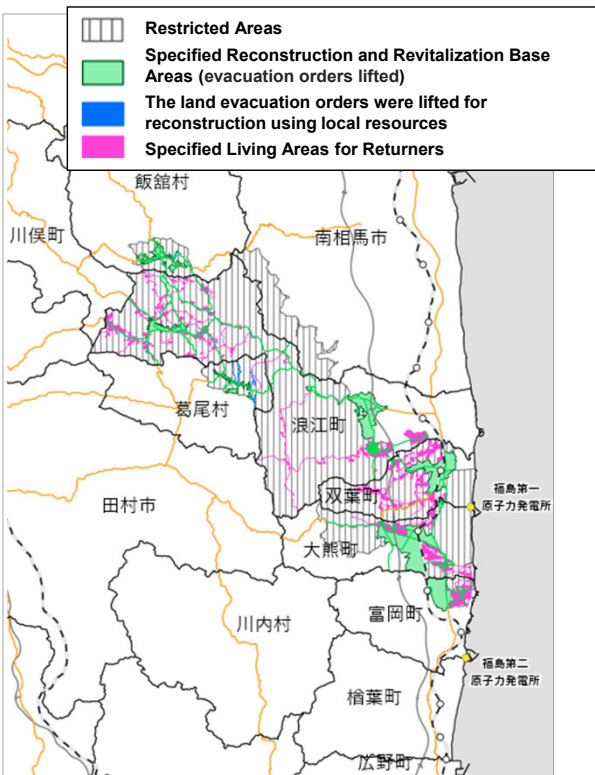 Restricted Areas
Specified Reconstruction and Revitalization Base
Areas (evacuation orders lifted)
The land evacuation orders were lifted for
reconstruction using local resources
Specified Living Areas for Returners
飯舘村
川俣町
南相馬市
葛尾村
浪江町
双葉町
福島第一
原子力発電所
田村市
大熊町
富岡町
川内村
福島第二
原子力発電所
楢葉町
広野町